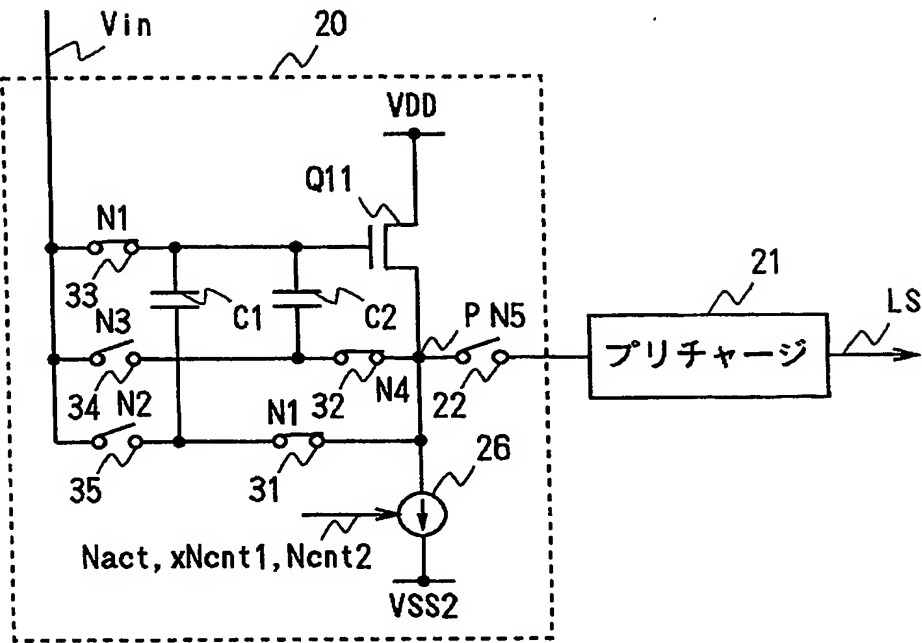 Vin
20
VDD
Q11
N1
33
C1
C2
21
LS
N3
P N5
プリチャージ
34
32
N4
22
N2
N1
35
31
26
Nact, xNcnt1, Ncnt2
VSS2